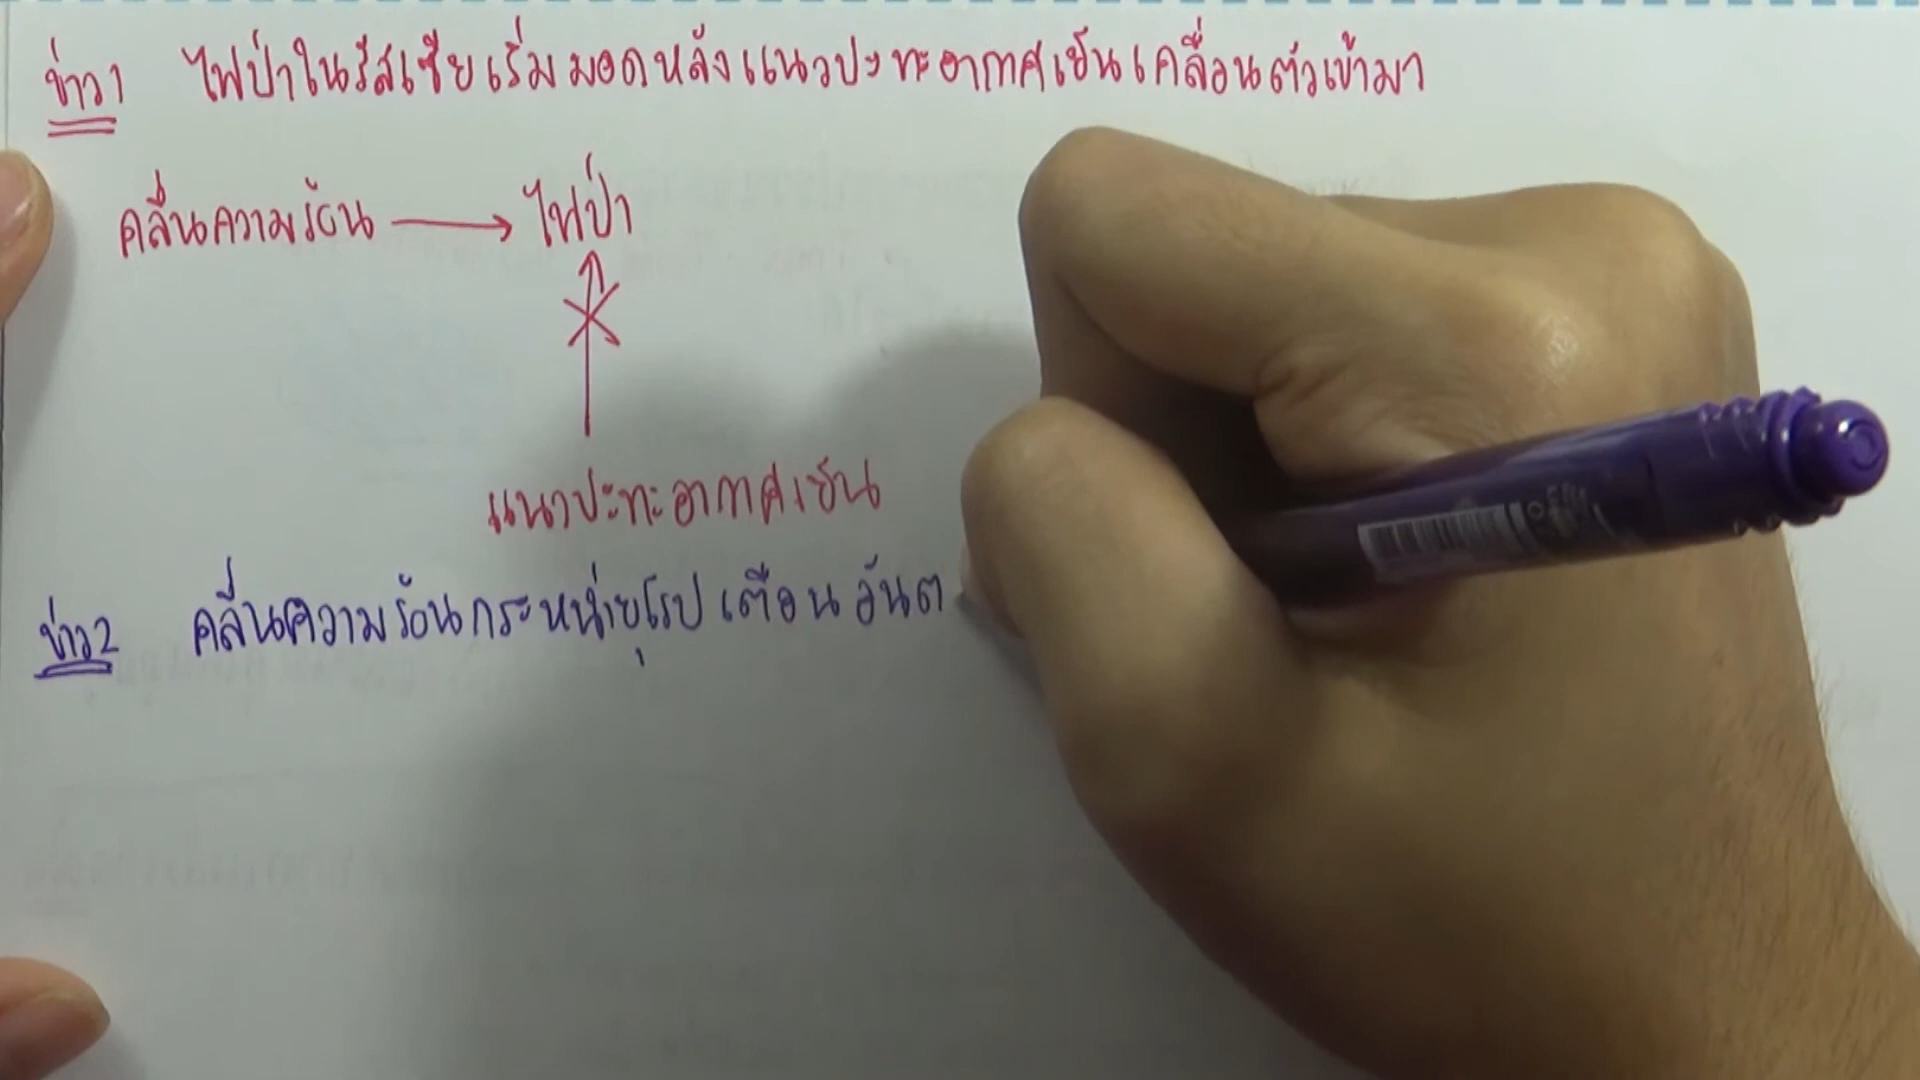 ข่าว1 ไฟป่าในรัสเซียเริ่มมอดหลังแนวปะทะอากาศเย็นเคลื่อนตัวเข้ามา
คลื่นความร้อน → ไฟป่า
แนวปะทะอากาศเย็น
ข่าว2 คลื่นความร้อนกระหน่ำยุโรป เตือนอันต